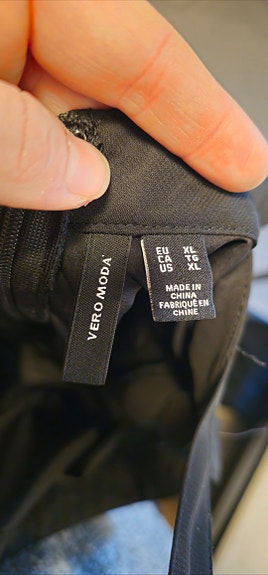 VERO MODA
EU XL
CA TG
US XL
MADE IN
CHINA
FABRIQUÉ EN
CHINE